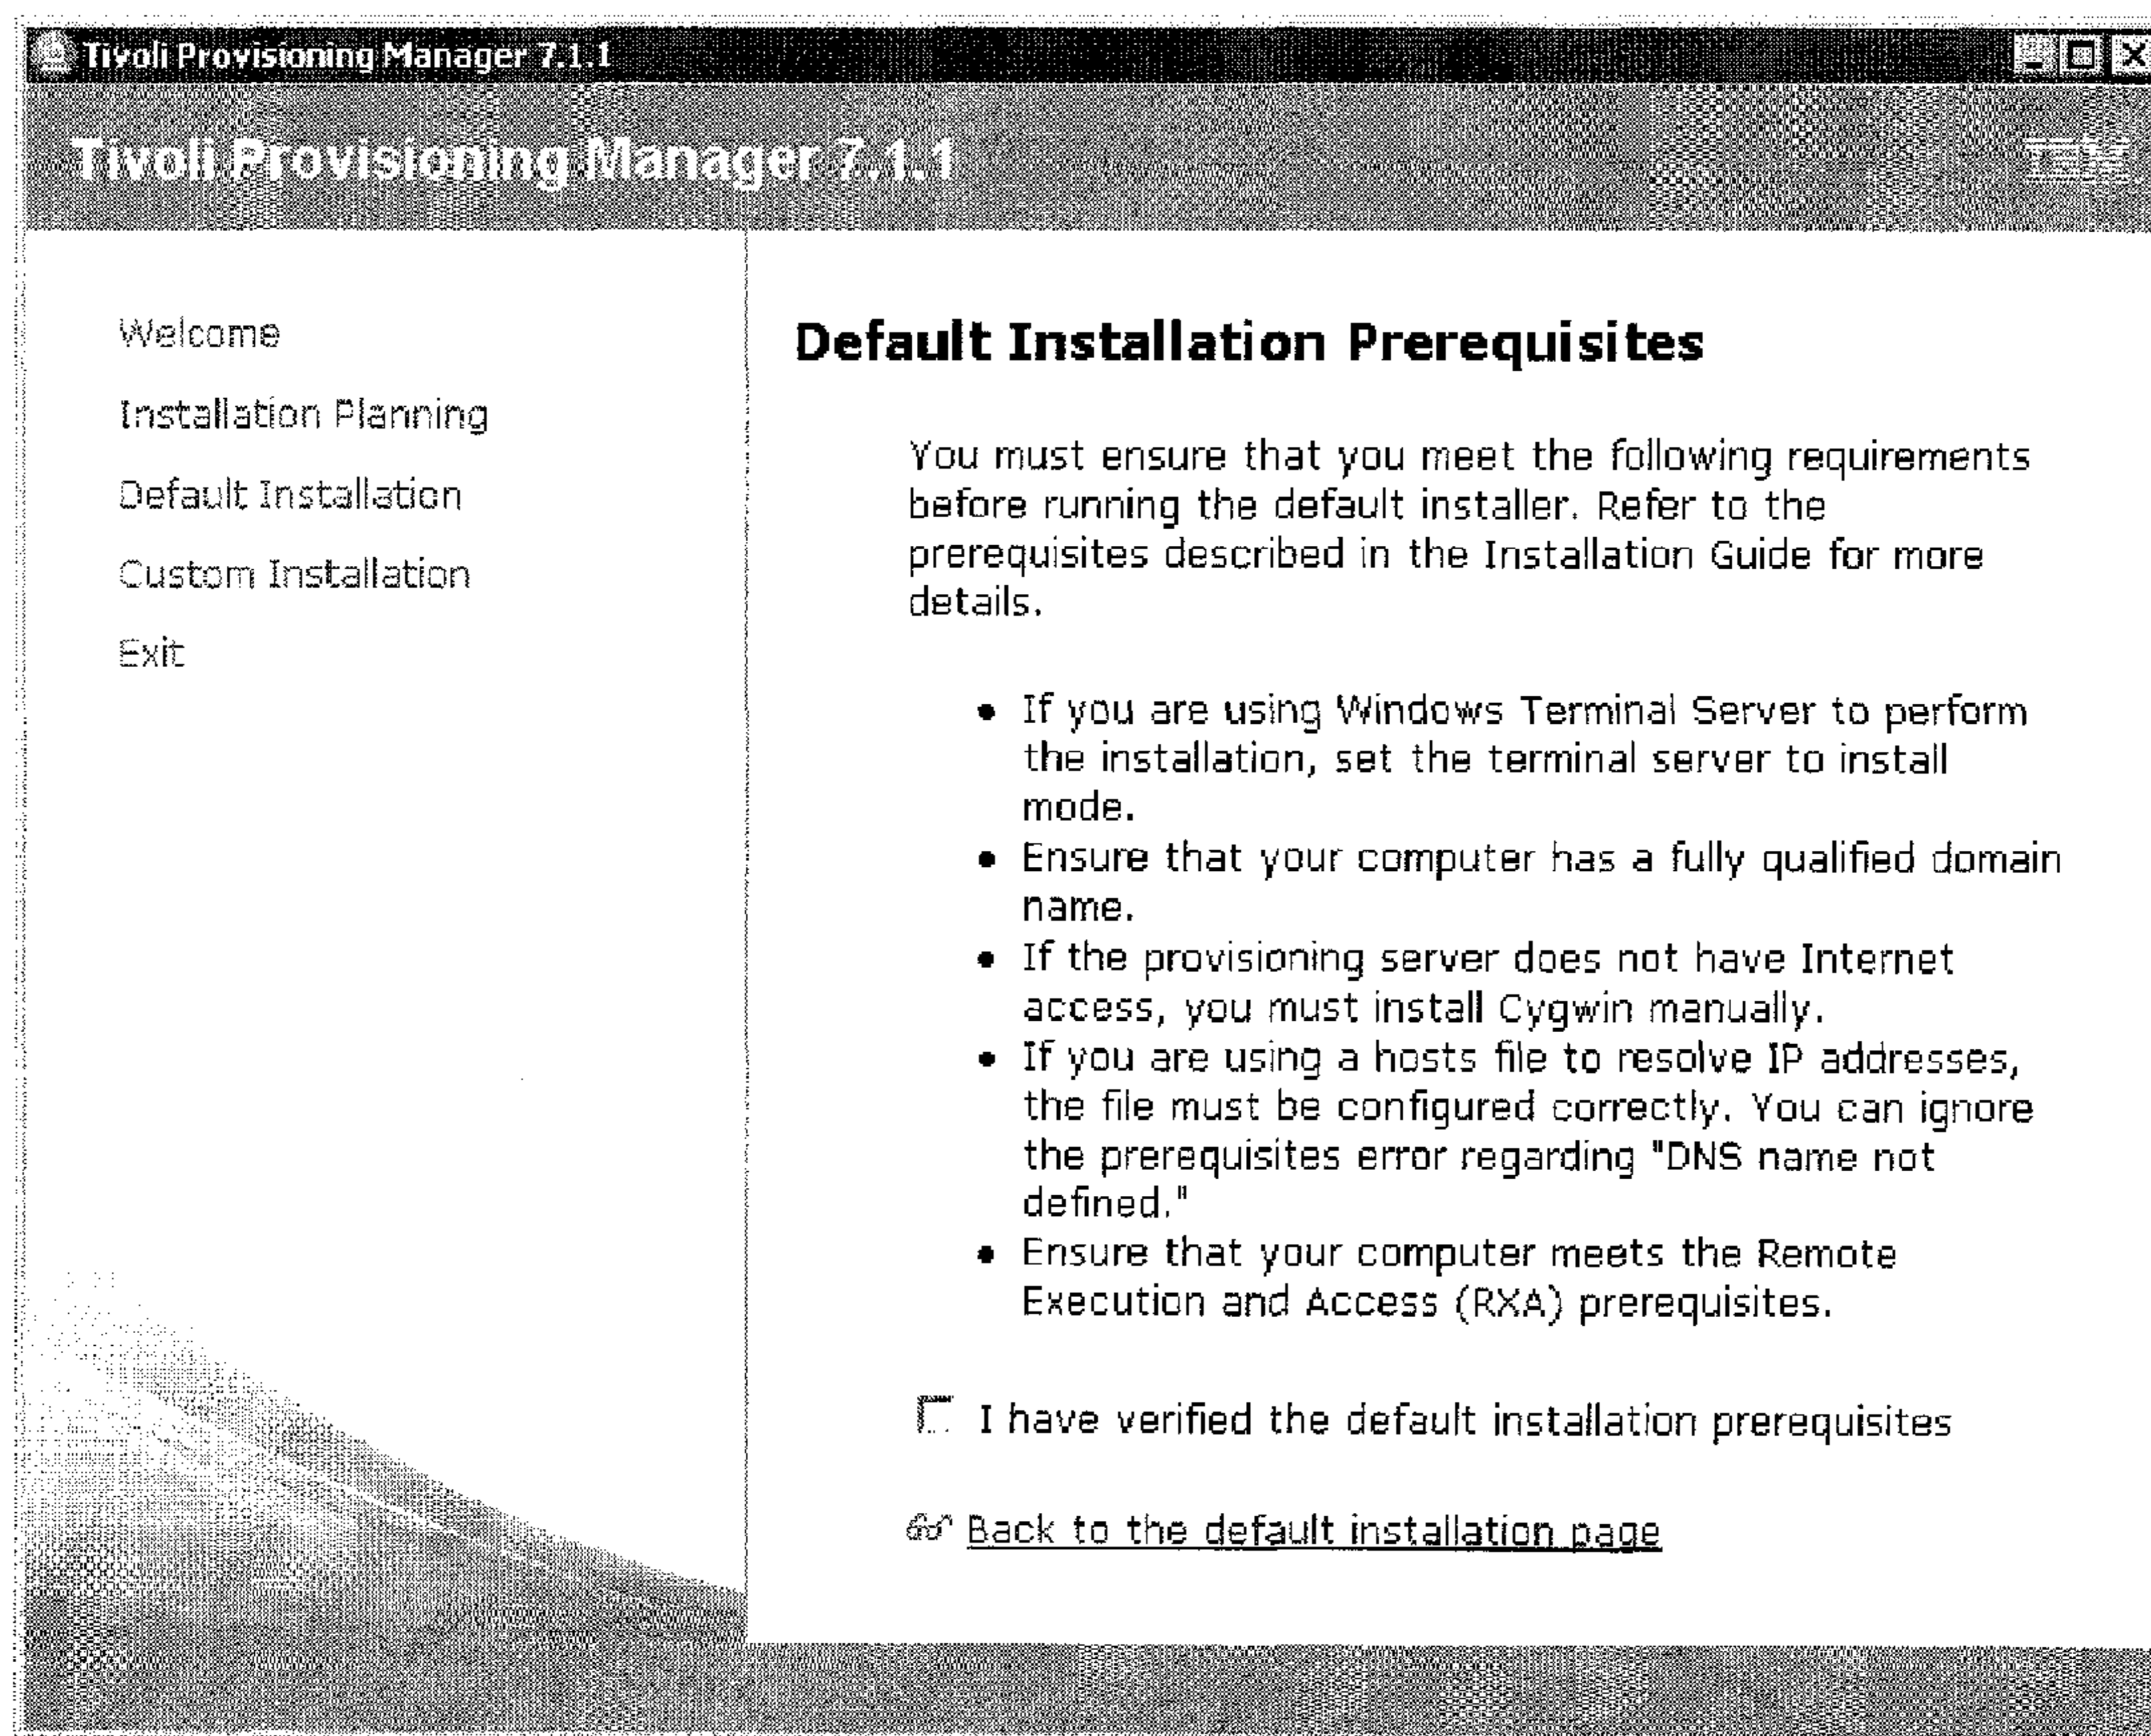 Tivoli Provisioning Manager 7.1.1
Tivoli Provisioning Manager 7.1.1
IBM
Welcome
Installation Planning
Default Installation
Custom Installation
Exit
Default Installation Prerequisites
You must ensure that you meet the following requirements
before running the default installer. Refer to the
prerequisites described in the Installation Guide for more
details.
• If you are using Windows Terminal Server to perform
the installation, set the terminal server to install
mode.
• Ensure that your computer has a fully qualified domain
name.
• If the provisioning server does not have Internet
access, you must install Cygwin manually.
• If you are using a hosts file to resolve IP addresses,
the file must be configured correctly. You can ignore
the prerequisites error regarding "DNS name not
defined."
• Ensure that your computer meets the Remote
Execution and Access (RXA) prerequisites.
I have verified the default installation prerequisites
Back to the default installation page